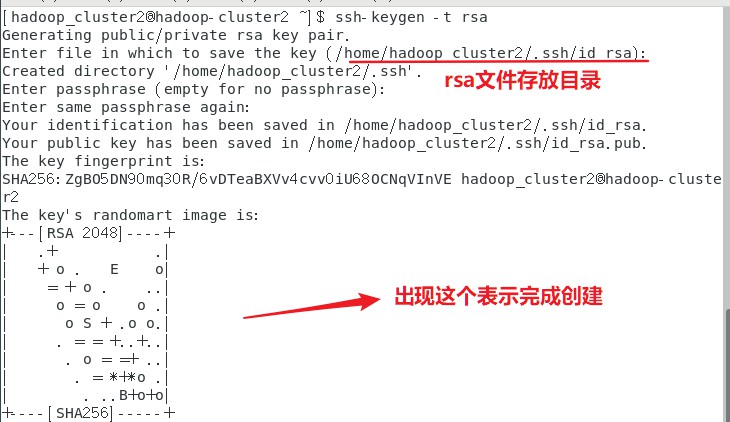 [hadoop_cluster2@hadoop-cluster2 ~]$ ssh-keygen -t rsa
Generating public/private rsa key pair.
Enter file in which to save the key (/home/hadoop_cluster2/.ssh/id_rsa):
Created directory '/home/hadoop_cluster2/.ssh'.
rsa文件存放目录
Enter passphrase (empty for no passphrase):
Enter same passphrase again:
Your identification has been saved in /home/hadoop_cluster2/.ssh/id_rsa.
Your public key has been saved in /home/hadoop_cluster2/.ssh/id_rsa.pub.
The key fingerprint is:
SHA256:ZgBO5DN90mq30R/6vDTeaBXVv4cvv0iU68OCNqVInVE hadoop_cluster2@hadoop-cluste
r2
The key's randomart image is:
+---[RSA 2048]----+
|    .+          .|
|    + o .   E   o|
|     = + o .   ..|
|      o = o   o .|
|       o S + .o o.|
|      . = = +..+..|
|       . o = =+ ..|
|        . = *+*o .|
|         . ..B+o+o|
+----[SHA256]-----+
出现这个表示完成创建